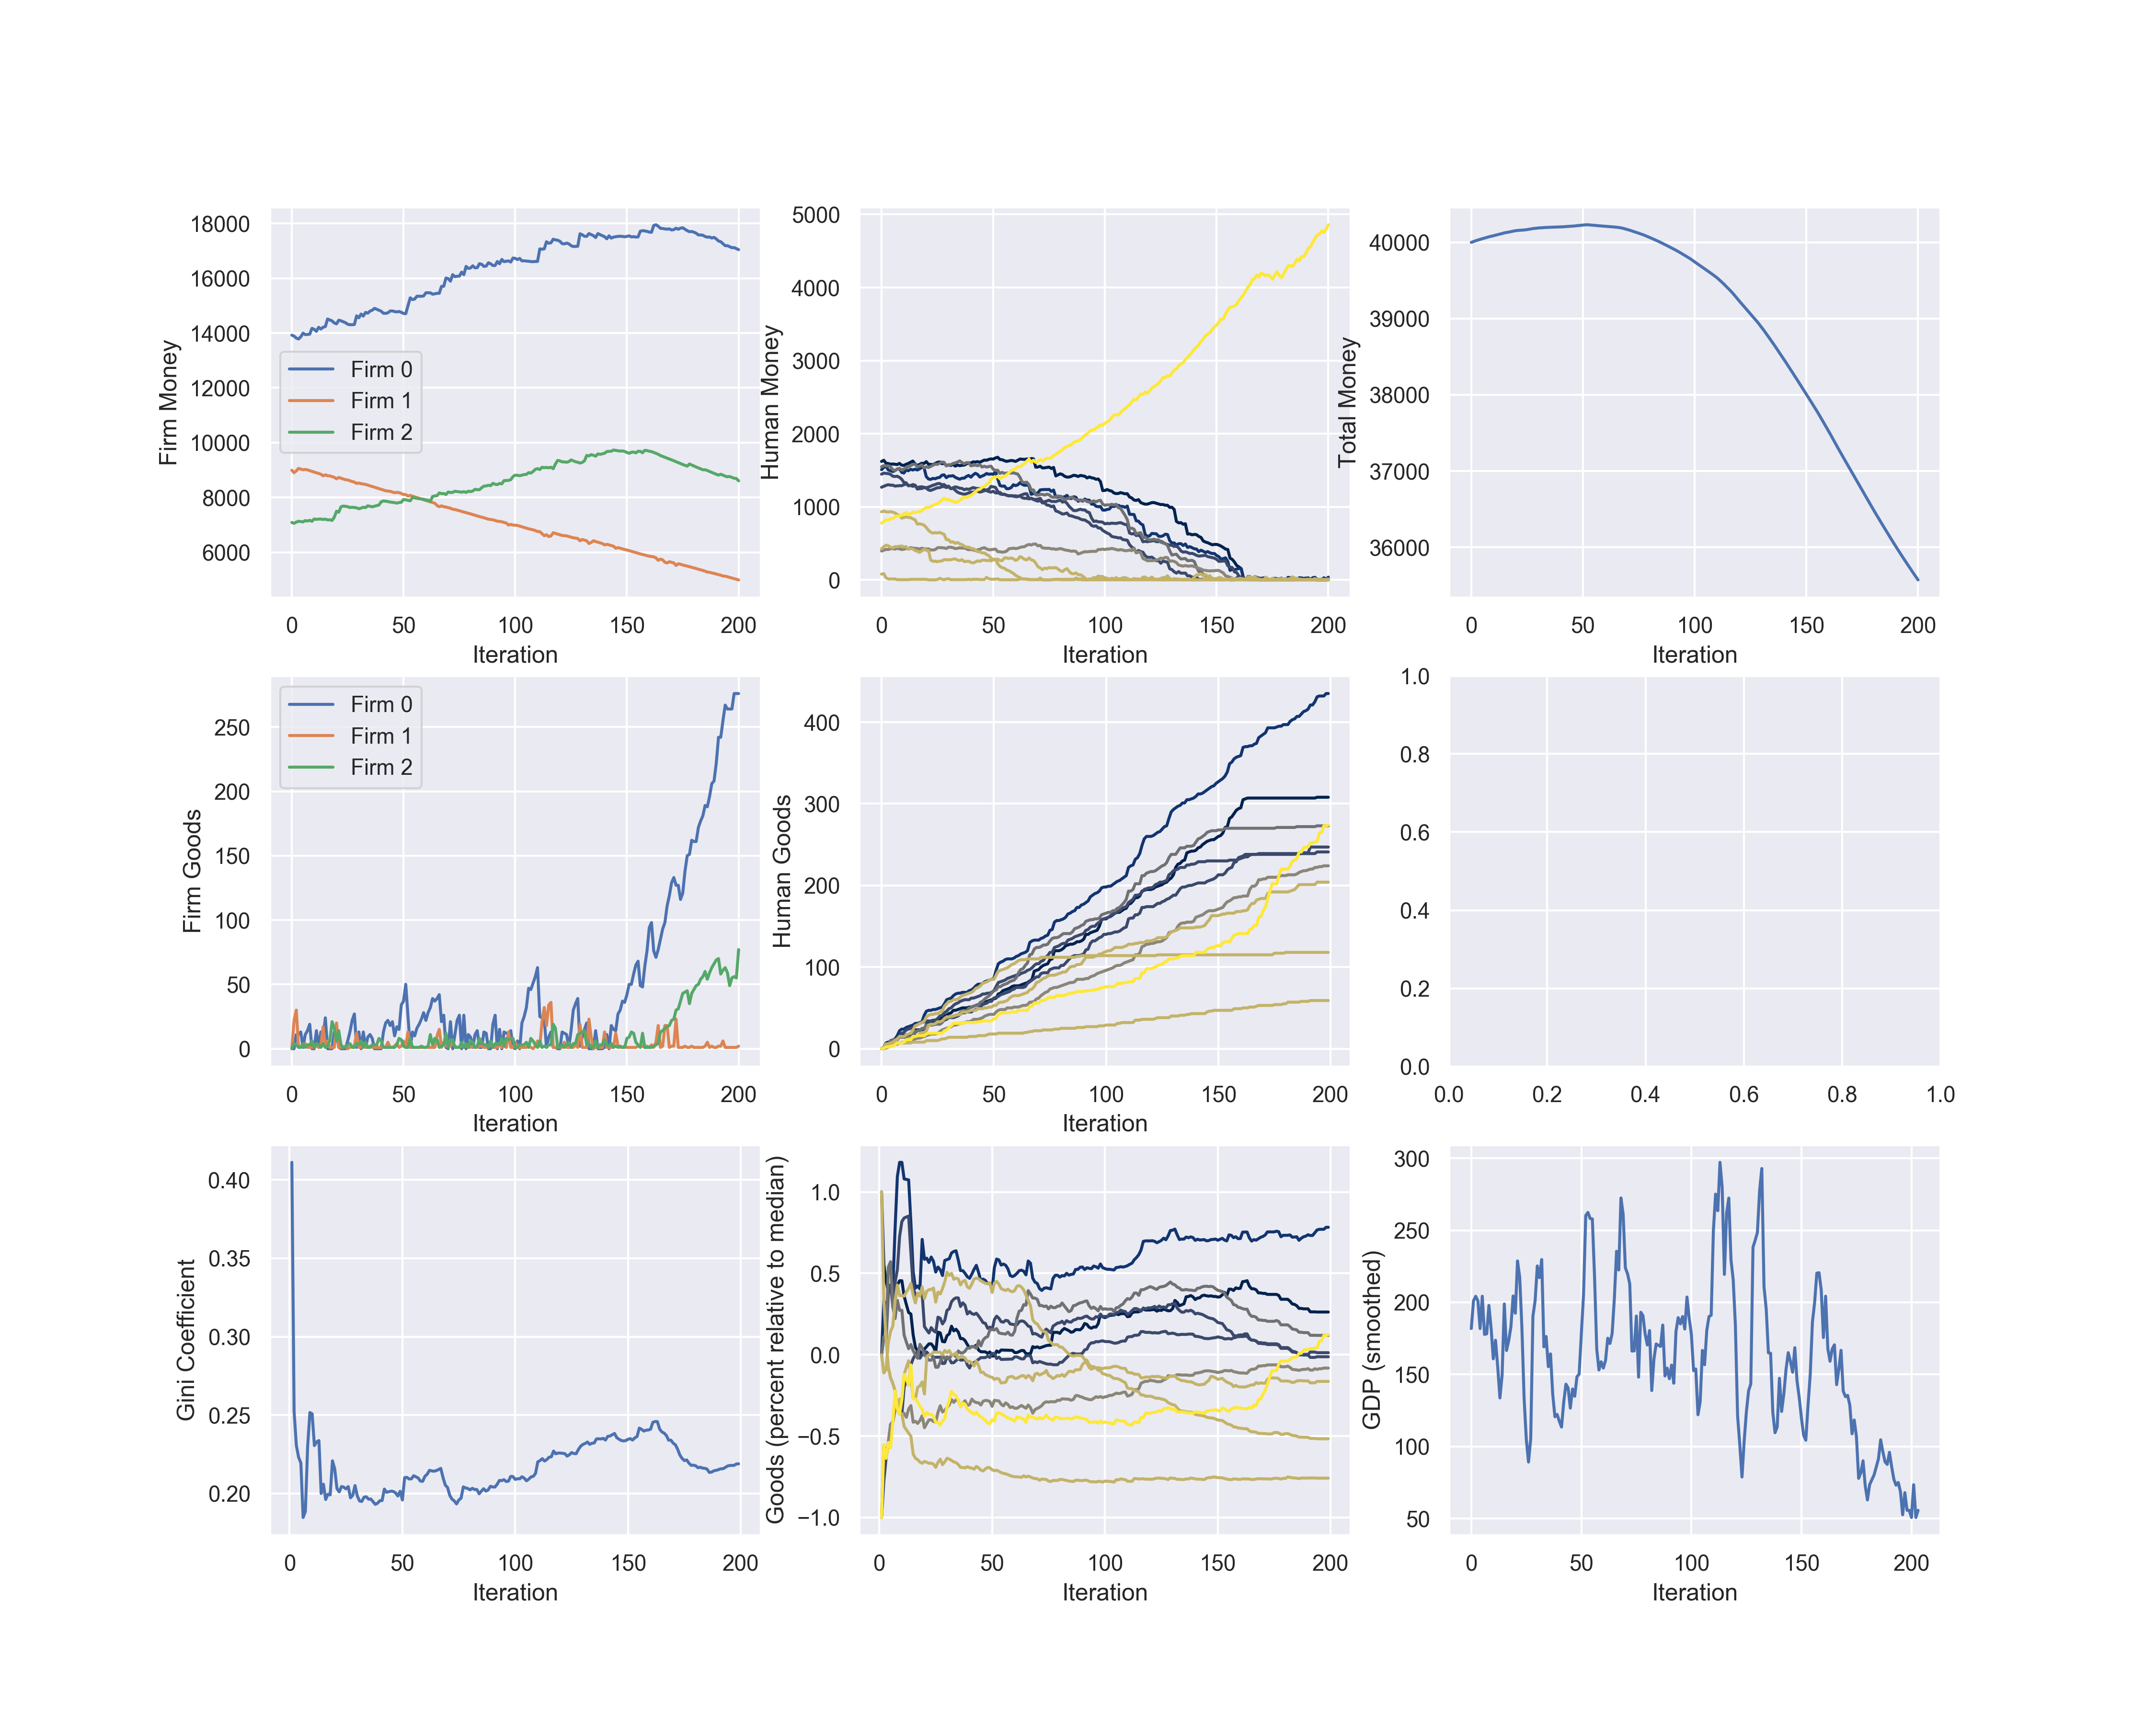 18000
16000
14000
12000
10000
8000
6000
Firm Money
Firm 0
Firm 1
Firm 2
0 50 100 150 200
Iteration
5000
4000
3000
2000
1000
0
Human Money
0 50 100 150 200
Iteration
40000
39000
38000
37000
36000
Total Money
0 50 100 150 200
Iteration
250
200
150
100
50
0
Firm Goods
Firm 0
Firm 1
Firm 2
0 50 100 150 200
Iteration
400
300
200
100
0
Human Goods
0 50 100 150 200
Iteration
1.0
0.8
0.6
0.4
0.2
0.0
0.0 0.2 0.4 0.6 0.8 1.0
0.40
0.35
0.30
0.25
0.20
Gini Coefficient
0 50 100 150 200
Iteration
1.0
0.5
0.0
−0.5
−1.0
Goods (percent relative to median)
0 50 100 150 200
Iteration
300
250
200
150
100
50
GDP (smoothed)
0 50 100 150 200
Iteration